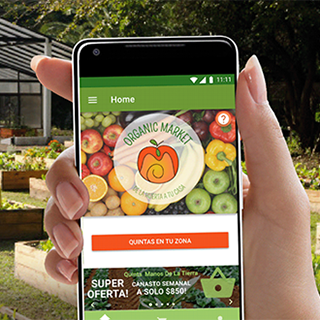 11:11
Home
?
ORGANIC MARKET
DE LA HUERTA A TU CASA
QUINTAS EN TU ZONA
Quinta Manos De La Tierra
SUPER
OFERTA!
CANASTO SEMANAL
A SOLO $850!